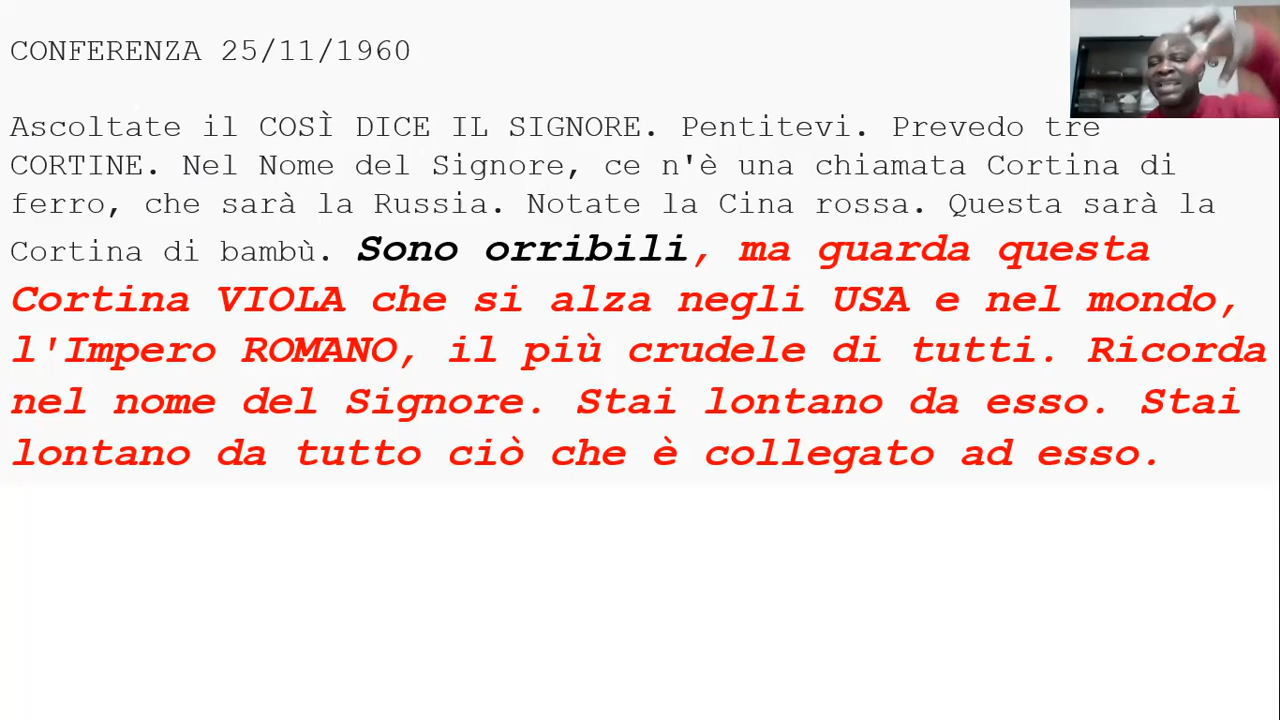 CONFERENZA 25/11/1960
Ascoltate il COSÌ DICE IL SIGNORE. Pentitevi. Prevedo tre
CORTINE. Nel Nome del Signore, ce n'è una chiamata Cortina di
ferro, che sarà la Russia. Notate la Cina rossa. Questa sarà la
Cortina di bambù. Sono orribili, ma guarda questa
Cortina VIOLA che si alza negli USA e nel mondo,
l'Impero ROMANO, il più crudele di tutti. Ricorda
nel nome del Signore. Stai lontano da esso. Stai
lontano da tutto ciò che è collegato ad esso.